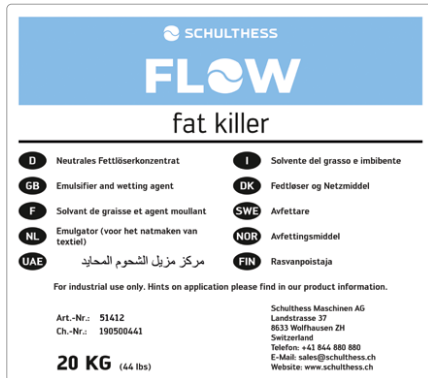 SCHULTHESS
FLOW
fat killer
D Neutrales Fettlöserkonzentrat
GB Emulsifier and wetting agent
F Solvant de graisse et agent moullant
NL Emulgator (voor het natmaken van
textiel)
UAE مركز مزيل الشحوم المحايد
I Solvente del grasso e imbibente
DK Fedtløser og Netzmiddel
SWE Avfettare
NOR Avfettingsmiddel
FIN Rasvanpoistaja
For industrial use only. Hints on application please find in our product information.
Art.-Nr.: 51412
Ch.-Nr.: 190500441
20 KG (44 lbs)
Schulthess Maschinen AG
Landstrasse 37
8633 Wolfhausen ZH
Switzerland
Telefon: +41 844 880 880
E-Mail: sales@schulthess.ch
Website: www.schulthess.ch